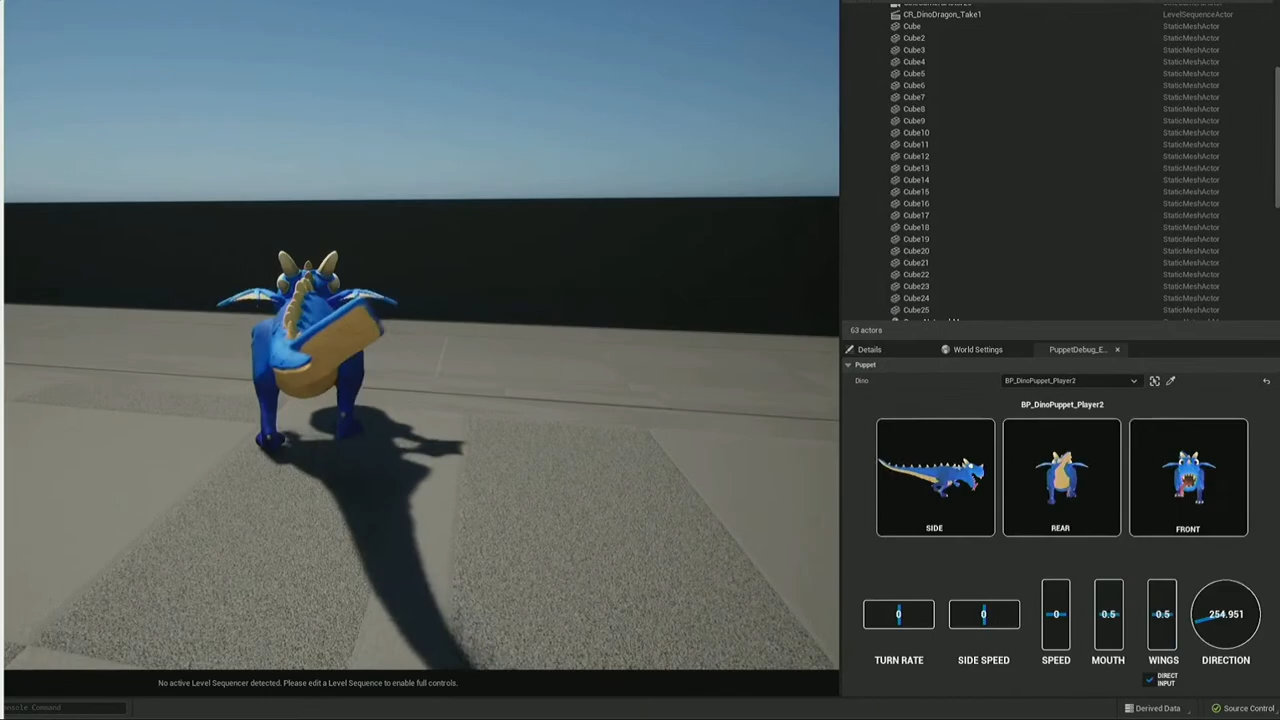 CR_DinoDragon_Take1 LevelSequenceActor
Cube StaticMeshActor
Cube2 StaticMeshActor
Cube3 StaticMeshActor
Cube4 StaticMeshActor
Cube5 StaticMeshActor
Cube6 StaticMeshActor
Cube7 StaticMeshActor
Cube8 StaticMeshActor
Cube9 StaticMeshActor
Cube10 StaticMeshActor
Cube11 StaticMeshActor
Cube12 StaticMeshActor
Cube13 StaticMeshActor
Cube14 StaticMeshActor
Cube15 StaticMeshActor
Cube16 StaticMeshActor
Cube17 StaticMeshActor
Cube18 StaticMeshActor
Cube19 StaticMeshActor
Cube20 StaticMeshActor
Cube21 StaticMeshActor
Cube22 StaticMeshActor
Cube23 StaticMeshActor
Cube24 StaticMeshActor
Cube25 StaticMeshActor
63 actors
Details World Settings PuppetDebug_E...
Puppet
Dino BP_DinoPuppet_Player2
BP_DinoPuppet_Player2
SIDE REAR FRONT
0 0 0 0.5 0.5 254.951
TURN RATE SIDE SPEED SPEED MOUTH WINGS DIRECTION
DIRECT
INPUT
No active Level Sequencer detected. Please edit a Level Sequence to enable full controls.
onsole Command Derived Data Source Control